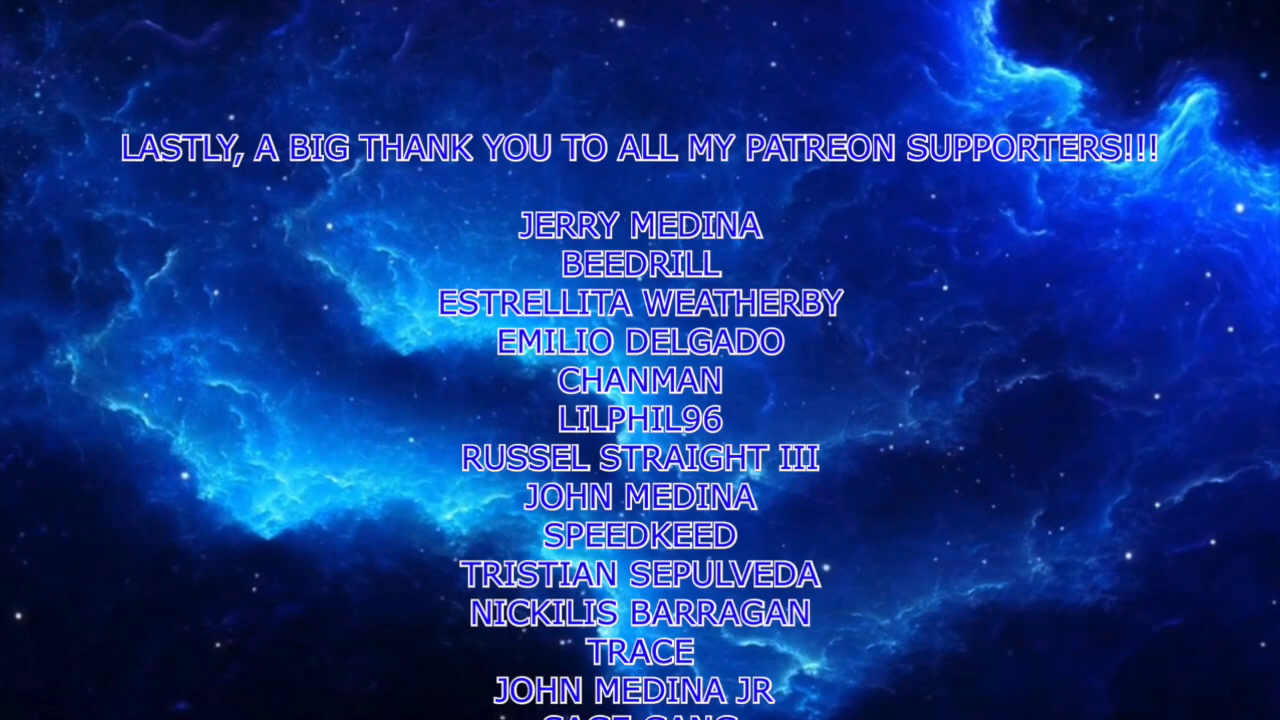 LASTLY, A BIG THANK YOU TO ALL MY PATREON SUPPORTERS!!!
JERRY MEDINA
BEEDRILL
ESTRELLITA WEATHERBY
EMILIO DELGADO
CHANMAN
LILPHIL96
RUSSEL STRAIGHT III
JOHN MEDINA
SPEEDKEED
TRISTIAN SEPULVEDA
NICKILIS BARRAGAN
TRACE
JOHN MEDINA JR